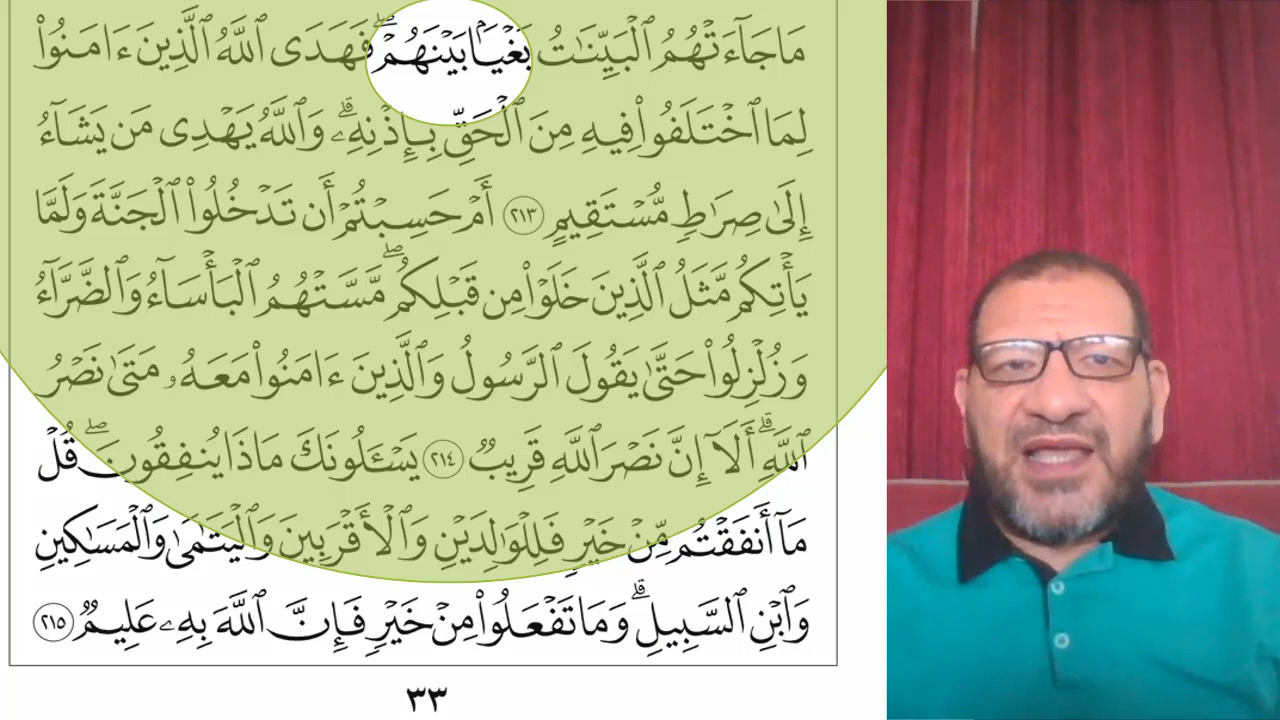 مَا جَآءَتْهُمُ ٱلْبَيِّنَٰتُ بَغْيَۢا بَيْنَهُمْۖ فَهَدَى ٱللَّهُ ٱلَّذِينَ ءَامَنُوا۟
لِمَا ٱخْتَلَفُوا۟ فِيهِ مِنَ ٱلْحَقِّ بِإِذْنِهِۦۗ وَٱللَّهُ يَهْدِى مَن يَشَآءُ
إِلَىٰ صِرَٰطٍ مُّسْتَقِيمٍ ٢١٣ أَمْ حَسِبْتُمْ أَن تَدْخُلُوا۟ ٱلْجَنَّةَ وَلَمَّا
يَأْتِكُم مَّثَلُ ٱلَّذِينَ خَلَوْا۟ مِن قَبْلِكُمۖ مَّسَّتْهُمُ ٱلْبَأْسَآءُ وَٱلضَّرَّآءُ
وَزُلْزِلُوا۟ حَتَّىٰ يَقُولَ ٱلرَّسُولُ وَٱلَّذِينَ ءَامَنُوا۟ مَعَهُۥ مَتَىٰ نَصْرُ
ٱللَّهِۗ أَلَآ إِنَّ نَصْرَ ٱللَّهِ قَرِيبٌ ٢١٤ يَسْـَٔلُونَكَ مَاذَا يُنفِقُونَۖ قُلْ
مَآ أَنفَقْتُم مِّنْ خَيْرٍ فَلِلْوَٰلِدَيْنِ وَٱلْأَقْرَبِينَ وَٱلْيَتَٰمَىٰ وَٱلْمَسَٰكِينِ
وَٱبْنِ ٱلسَّبِيلِۗ وَمَا تَفْعَلُوا۟ مِنْ خَيْرٍ فَإِنَّ ٱللَّهَ بِهِۦ عَلِيمٌ ٢١٥
٣٣